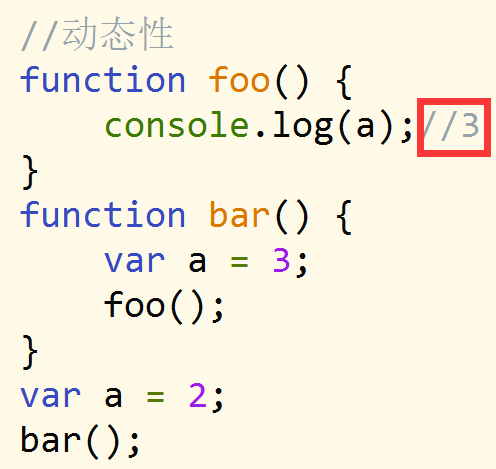 //动态性
function foo() {
    console.log(a);//3
}
function bar() {
    var a = 3;
    foo();
}
var a = 2;
bar();